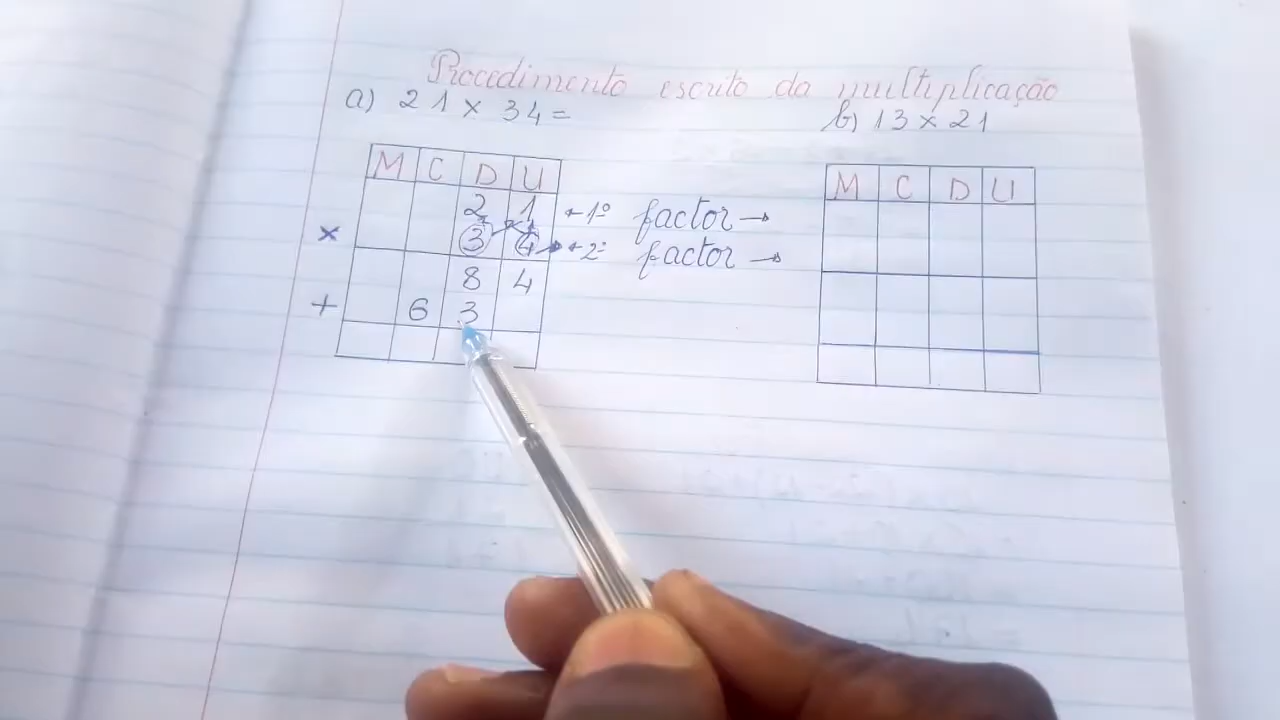 Procedimento escrito da multiplicação
a) 21 x 34 =
b) 13 x 21
M C D U
2 1 ← 1º factor →
x 3 4 → ← 2º factor →
8 4
+ 6 3
M C D U